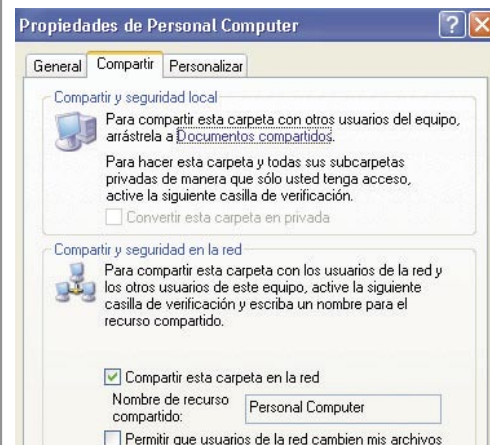 Propiedades de Personal Computer
General Compartir Personalizar
Compartir y seguridad local
Para compartir esta carpeta con otros usuarios del equipo,
arrástrela a Documentos compartidos.
Para hacer esta carpeta y todas sus subcarpetas
privadas de manera que sólo usted tenga acceso,
active la siguiente casilla de verificación.
Convertir esta carpeta en privada
Compartir y seguridad en la red
Para compartir esta carpeta con los usuarios de la red y
los otros usuarios de este equipo, active la siguiente
casilla de verificación y escriba un nombre para el
recurso compartido.
Compartir esta carpeta en la red
Nombre de recurso
compartido:
Personal Computer
Permitir que usuarios de la red cambien mis archivos